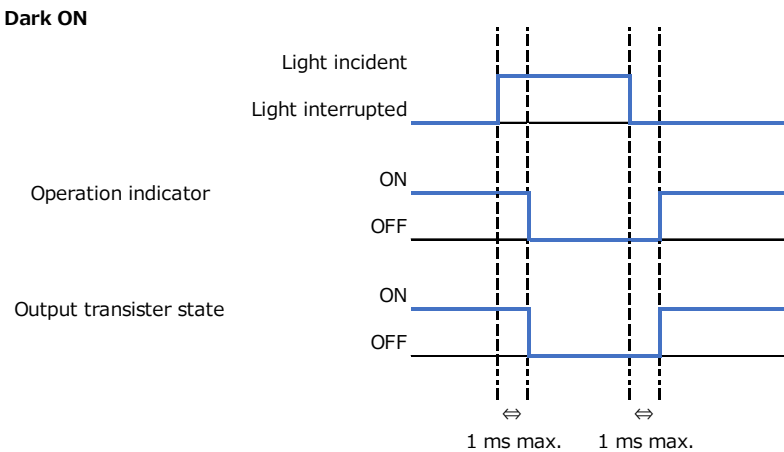 Dark ON
Light incident
Light interrupted
Operation indicator
ON
OFF
Output transister state
ON
OFF
⇔ ⇔
1 ms max. 1 ms max.